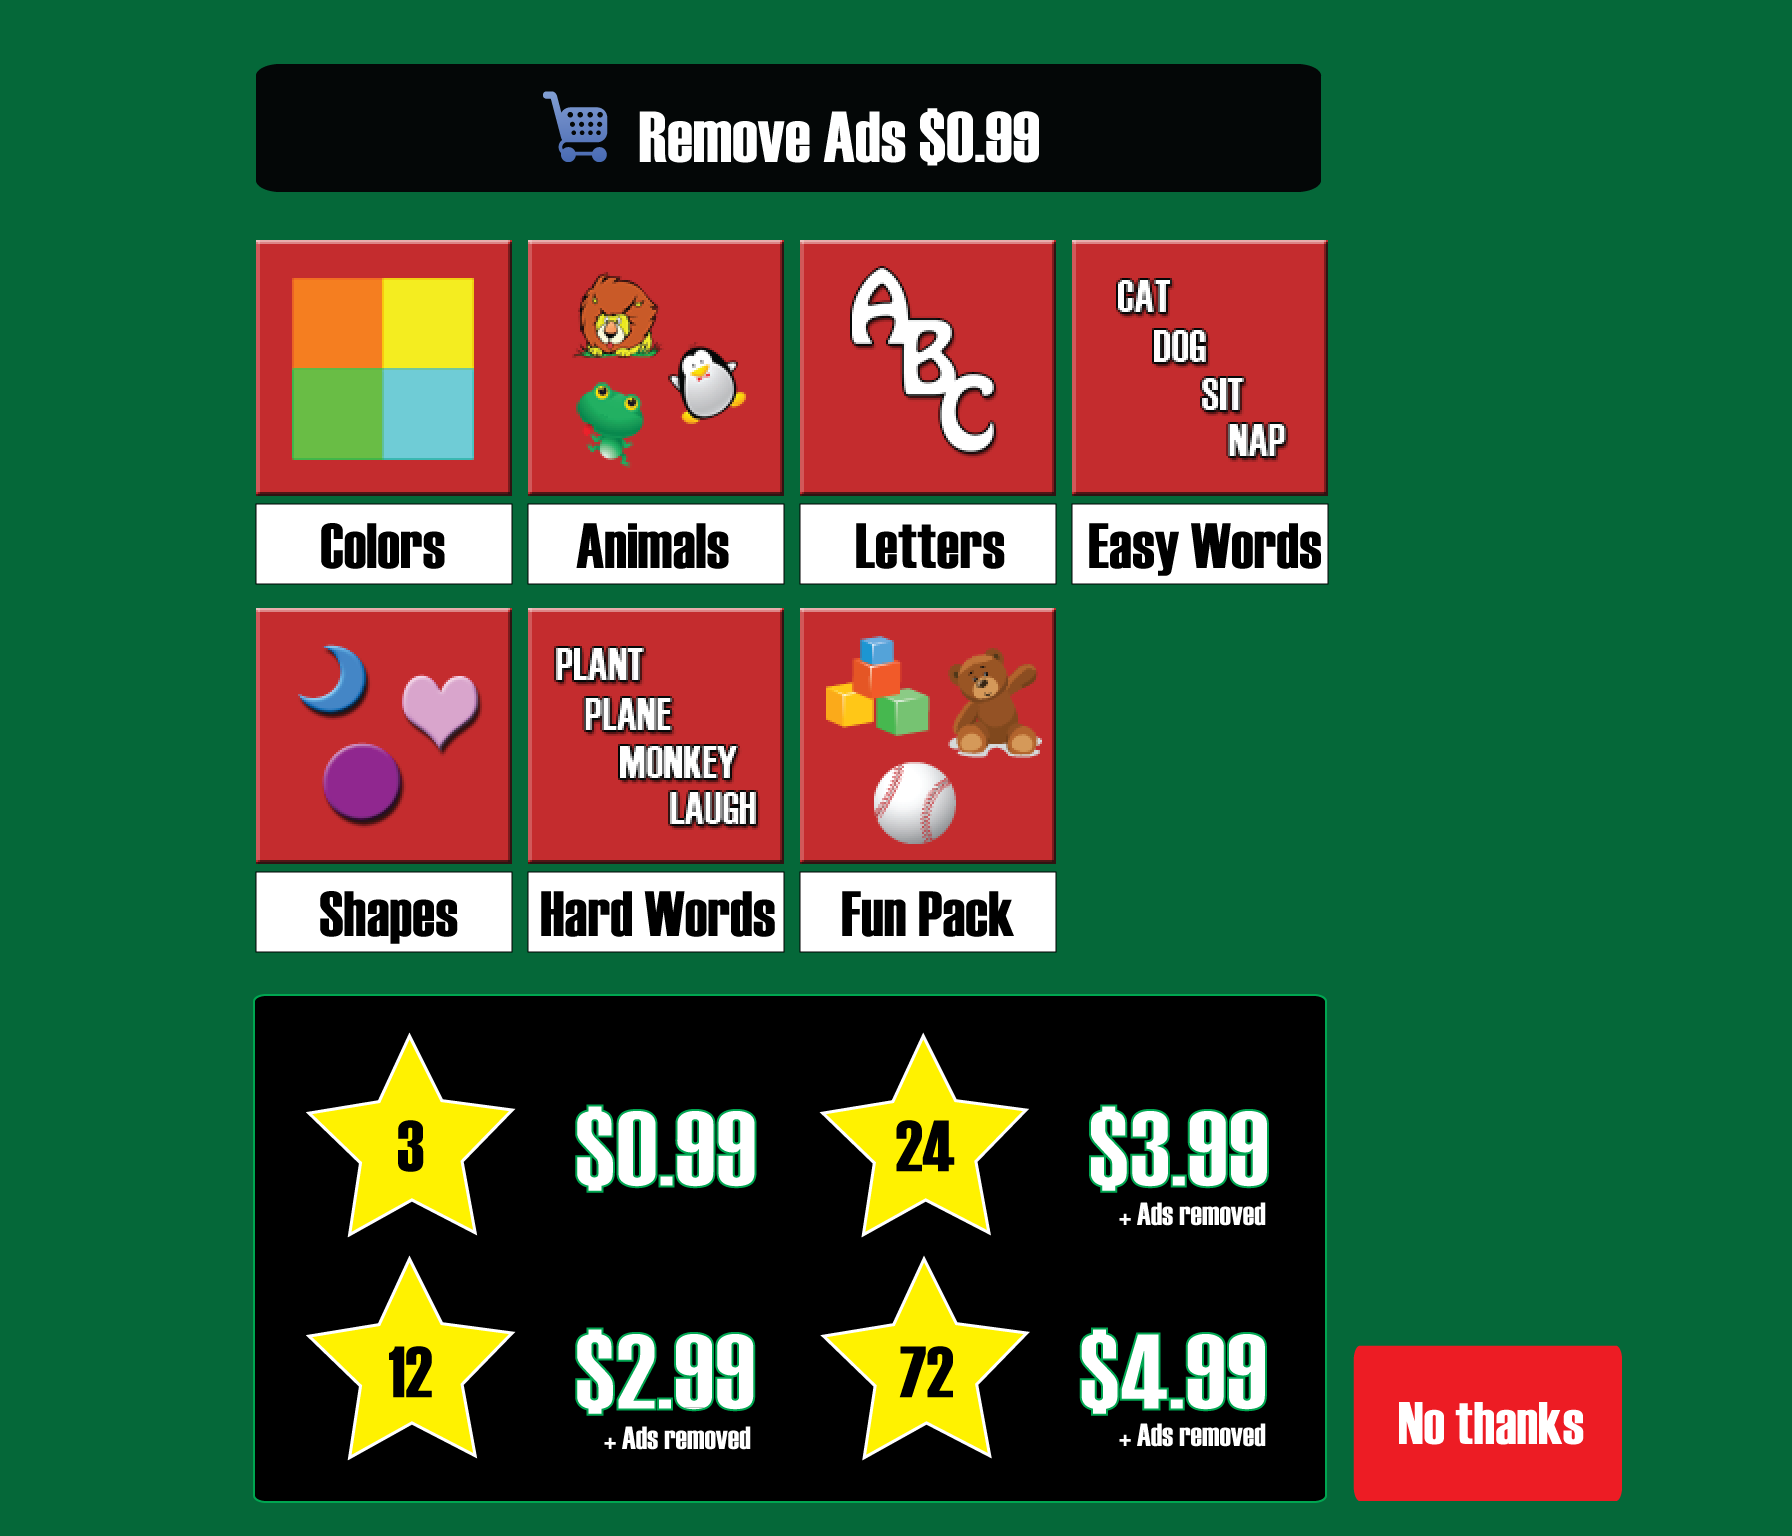 Remove Ads $0.99
ABC
CAT
DOG
SIT
NAP
Colors
Animals
Letters
Easy Words
PLANT
PLANE
MONKEY
LAUGH
Shapes
Hard Words
Fun Pack
3
$0.99
24
$3.99
+ Ads removed
12
$2.99
+ Ads removed
72
$4.99
+ Ads removed
No thanks